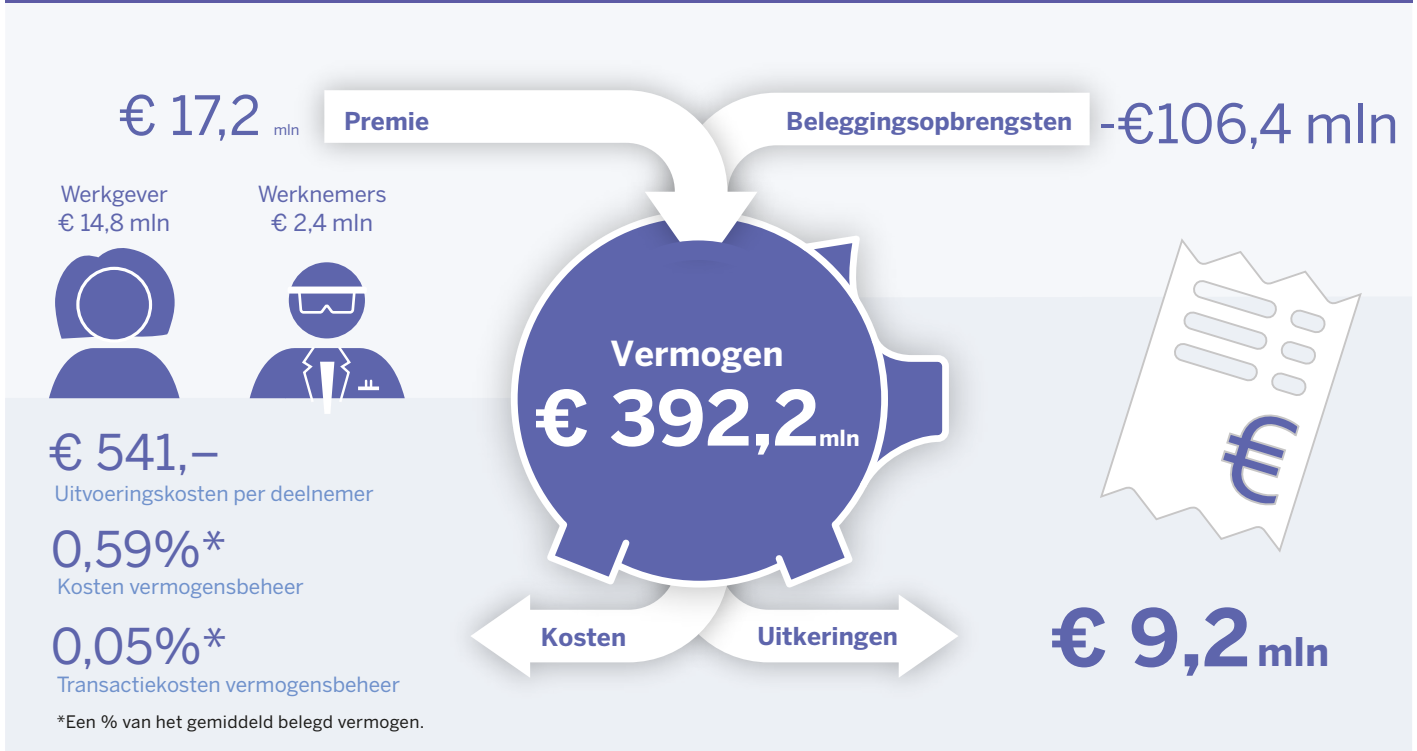 € 17,2 mln
Premie
Beleggingsopbrengsten
-€106,4 mln
Werkgever
€ 14,8 mln
Werknemers
€ 2,4 mln
Vermogen
€ 392,2 mln
€
€ 541,–
Uitvoeringskosten per deelnemer
0,59%*
Kosten vermogensbeheer
0,05%*
Transactiekosten vermogensbeheer
*Een % van het gemiddeld belegd vermogen.
Kosten
Uitkeringen
€ 9,2 mln